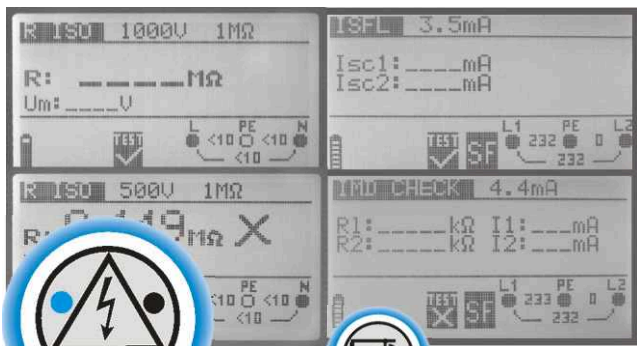 R ISO 1000V 1MΩ
R: ____MΩ
Um:____V
TEST
L PE N
<10 <10
<10
ISFL 3.5mA
Isc1:____mA
Isc2:____mA
TEST SF
L1 PE L2
232 0
232
R ISO 500V 1MΩ
R: 0.119MΩ
PE N
<10 <10
<10
IMD CHECK 4.4mA
R1:_____kΩ I1:___mA
R2:_____kΩ I2:___mA
TEST SF
L1 PE L2
233 0
232